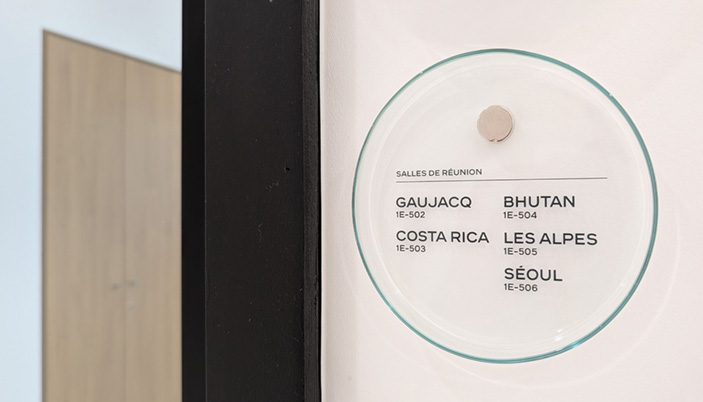 SALLES DE RÉUNION
GAUJACQ
1E-502
COSTA RICA
1E-503
BHUTAN
1E-504
LES ALPES
1E-505
SÉOUL
1E-506